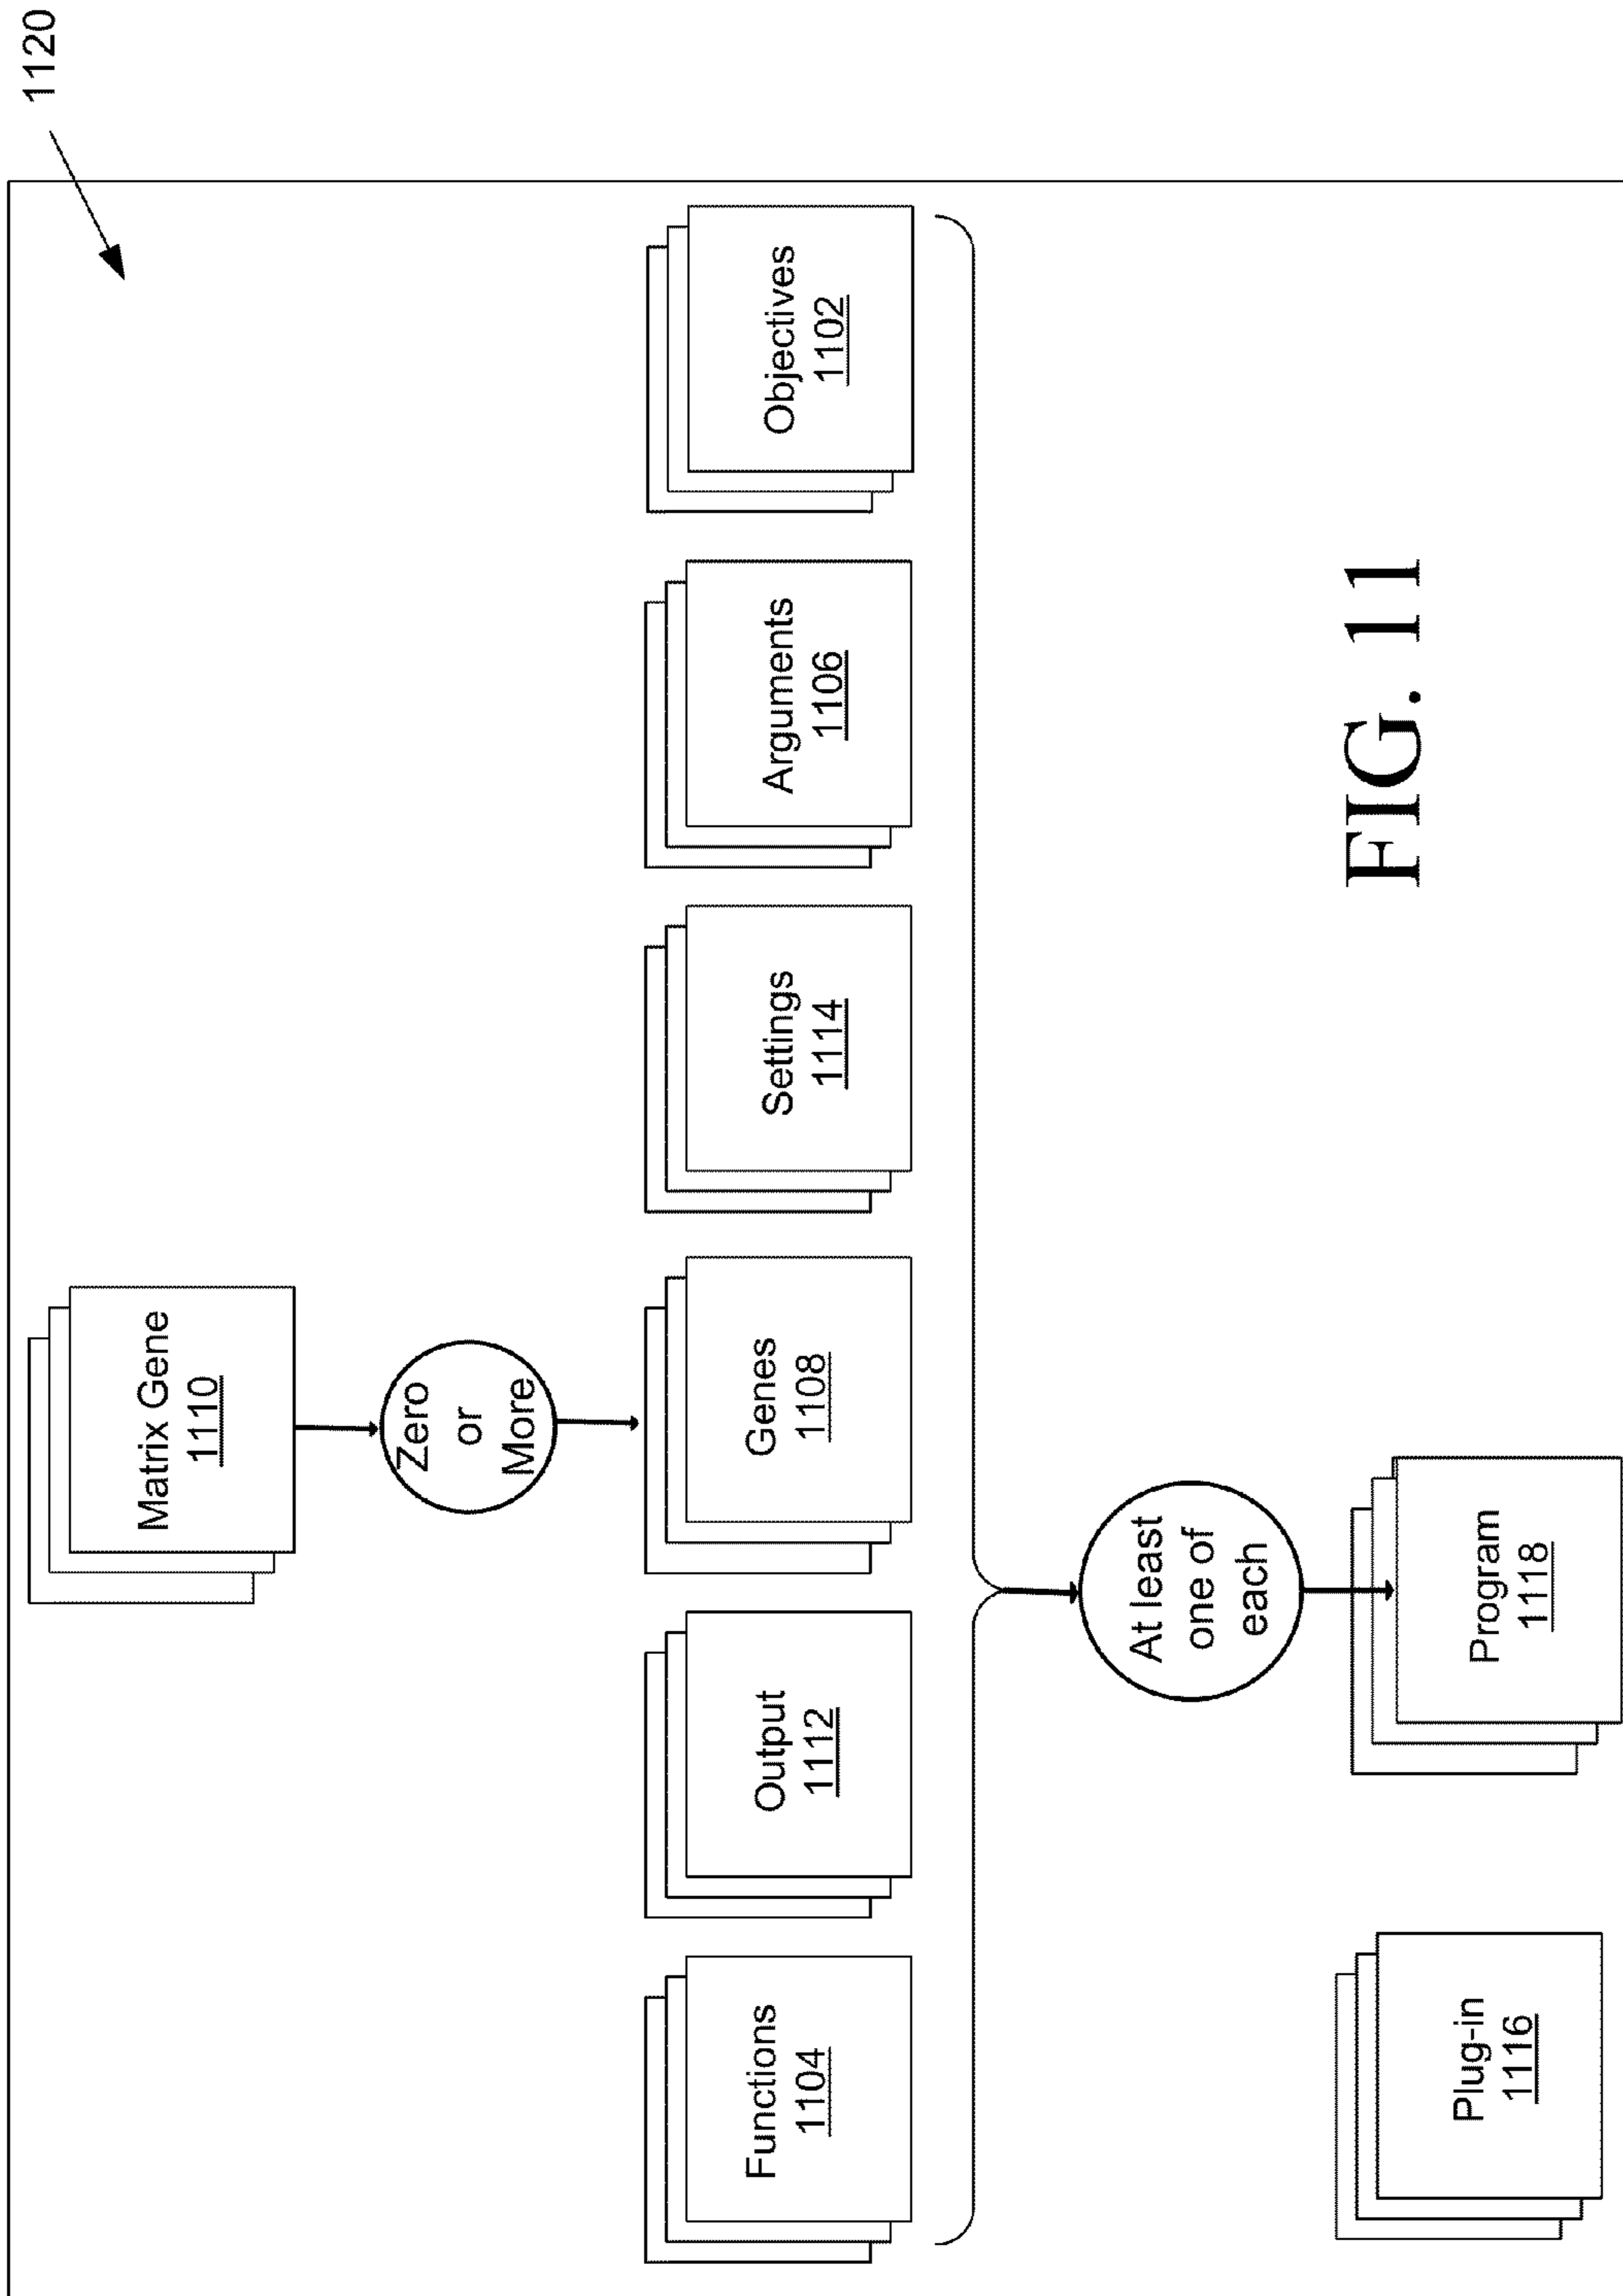 1120
Matrix Gene
1110
Zero
or
More
Functions
1104
Output
1112
Genes
1108
Settings
1114
Arguments
1106
Objectives
1102
At least
one of
each
Plug-in
1116
Program
1118
FIG. 11